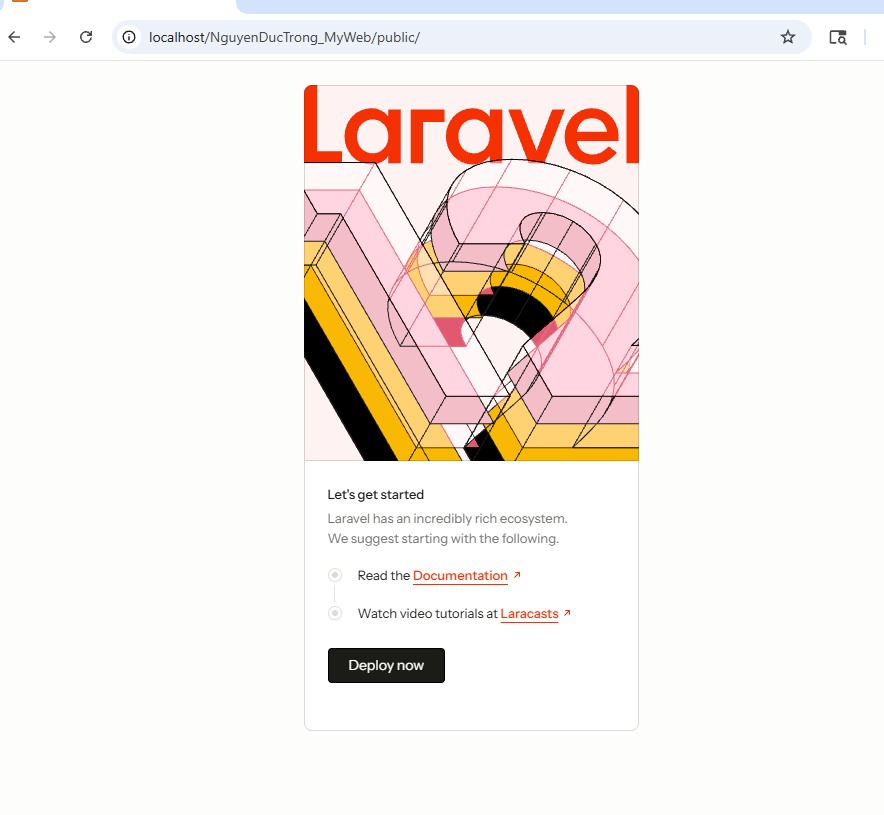 localhost/NguyenDucTrong_MyWeb/public/
Laravel
Let's get started
Laravel has an incredibly rich ecosystem.
We suggest starting with the following.
Read the Documentation
Watch video tutorials at Laracasts
Deploy now